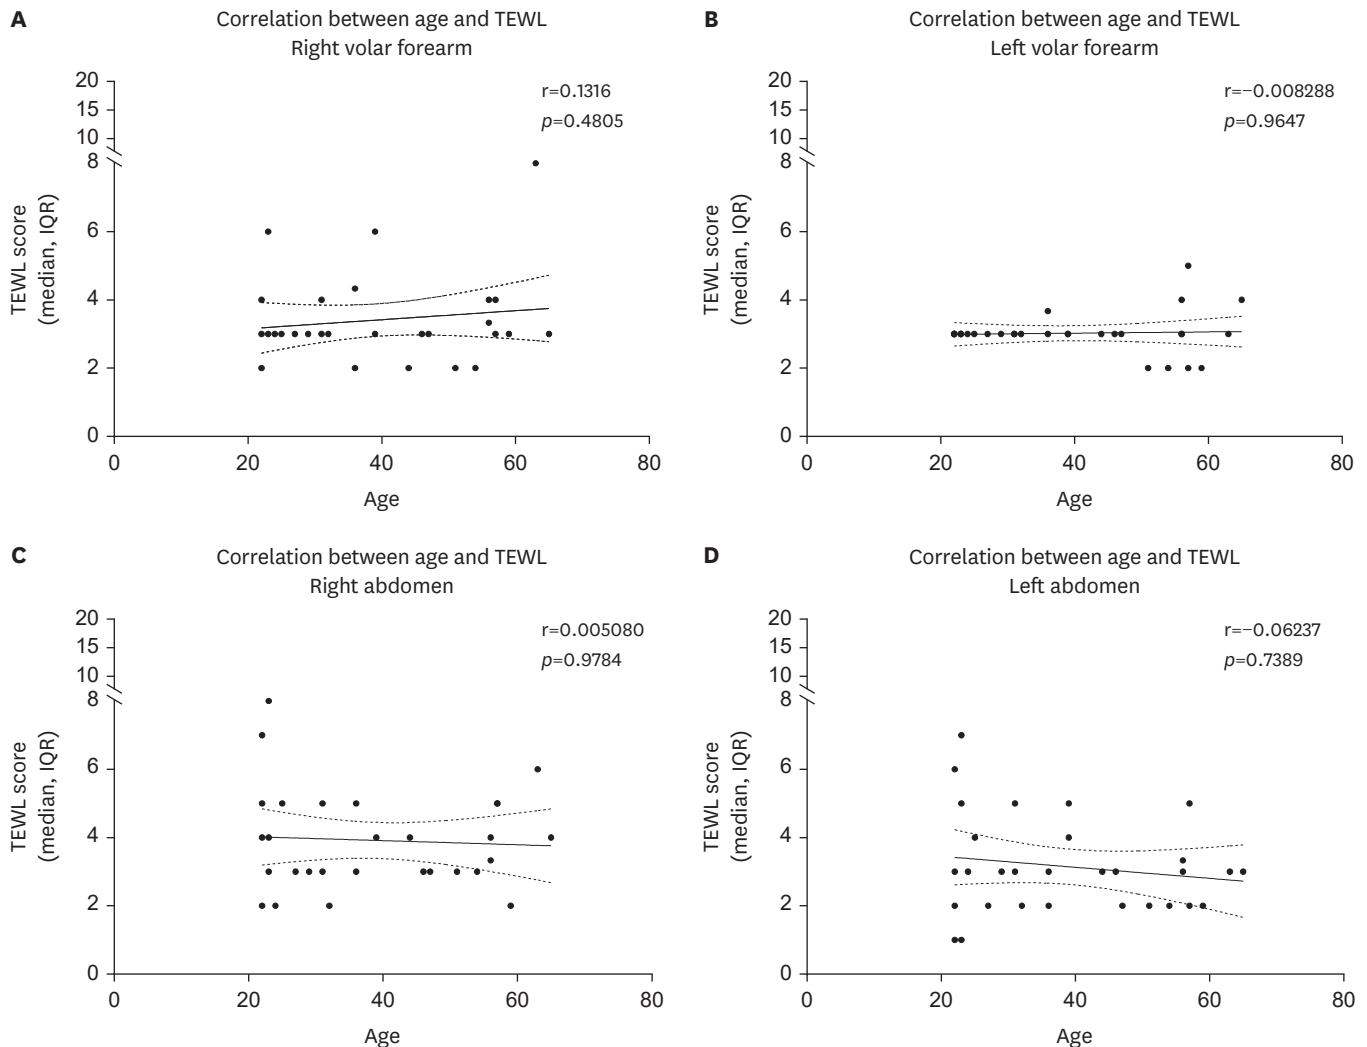 A
Correlation between age and TEWL
Right volar forearm
r=0.1316
p=0.4805
TEWL score
(median, IQR)
20
15
10
8
6
4
2
0
0 20 40 60 80
Age
B
Correlation between age and TEWL
Left volar forearm
r=−0.008288
p=0.9647
TEWL score
(median, IQR)
20
15
10
8
6
4
2
0
0 20 40 60 80
Age
C
Correlation between age and TEWL
Right abdomen
r=0.005080
p=0.9784
TEWL score
(median, IQR)
20
15
10
8
6
4
2
0
0 20 40 60 80
Age
D
Correlation between age and TEWL
Left abdomen
r=−0.06237
p=0.7389
TEWL score
(median, IQR)
20
15
10
8
6
4
2
0
0 20 40 60 80
Age